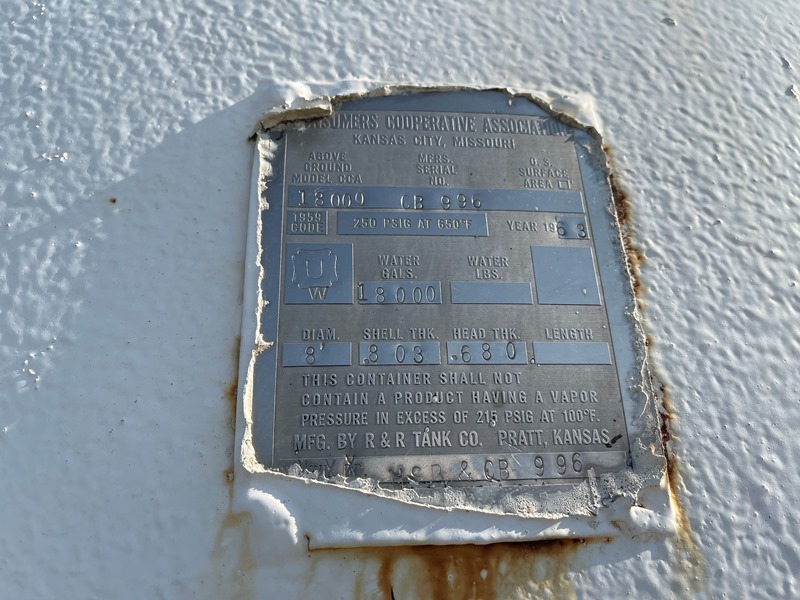 CONSUMERS COOPERATIVE ASSOCIATION
KANSAS CITY, MISSOURI
ABOVE GROUND MODEL CCA
MFRS. SERIAL NO.
U.S. SURFACE AREA
18000 CB 996
1959 CODE
250 PSIG AT 650°F
YEAR 1963
U
W
WATER GALS.
WATER LBS.
18000
DIAM. SHELL THK. HEAD THK. LENGTH
8' .803 .680
THIS CONTAINER SHALL NOT
CONTAIN A PRODUCT HAVING A VAPOR
PRESSURE IN EXCESS OF 215 PSIG AT 100°F.
MFG. BY R & R TANK CO. PRATT, KANSAS
& CB 996